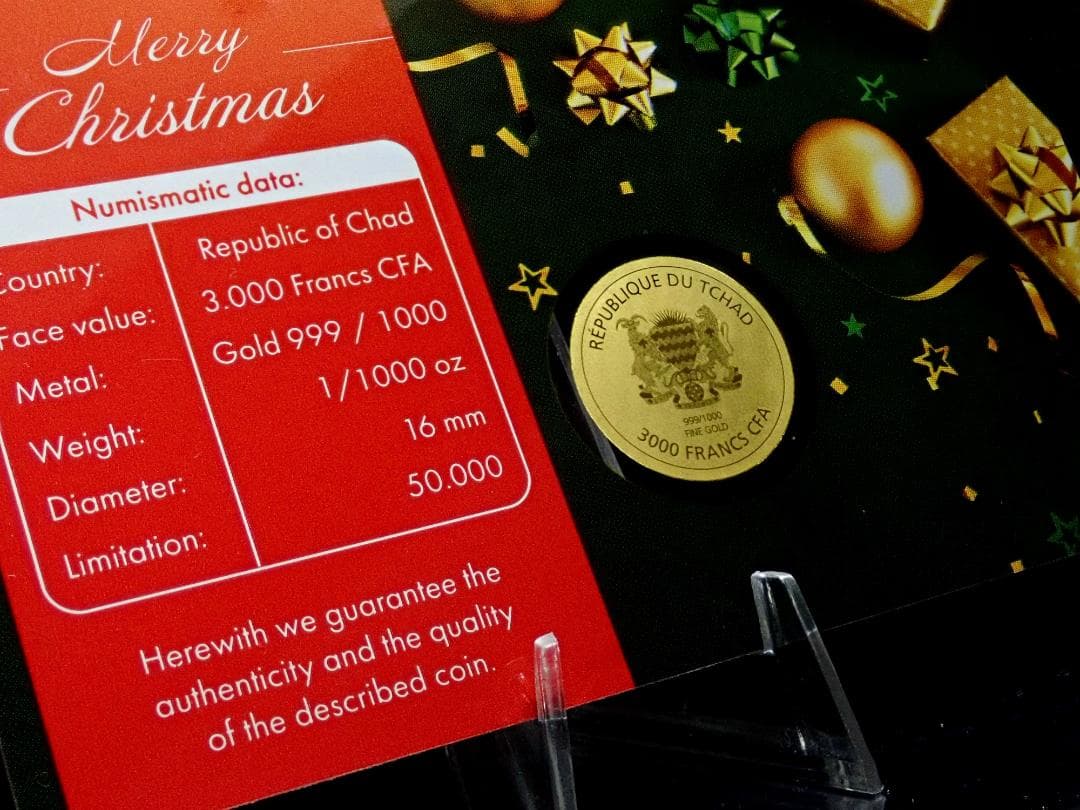 Merry
Christmas
Numismatic data:
Country: Republic of Chad
Face value: 3.000 Francs CFA
Metal: Gold 999 / 1000
Weight: 1/1000 oz
Diameter: 16 mm
Limitation: 50.000
Herewith we guarantee the
authenticity and the quality
of the described coin.
RÉPUBLIQUE DU TCHAD
999/1000
FINE GOLD
3000 FRANCS CFA